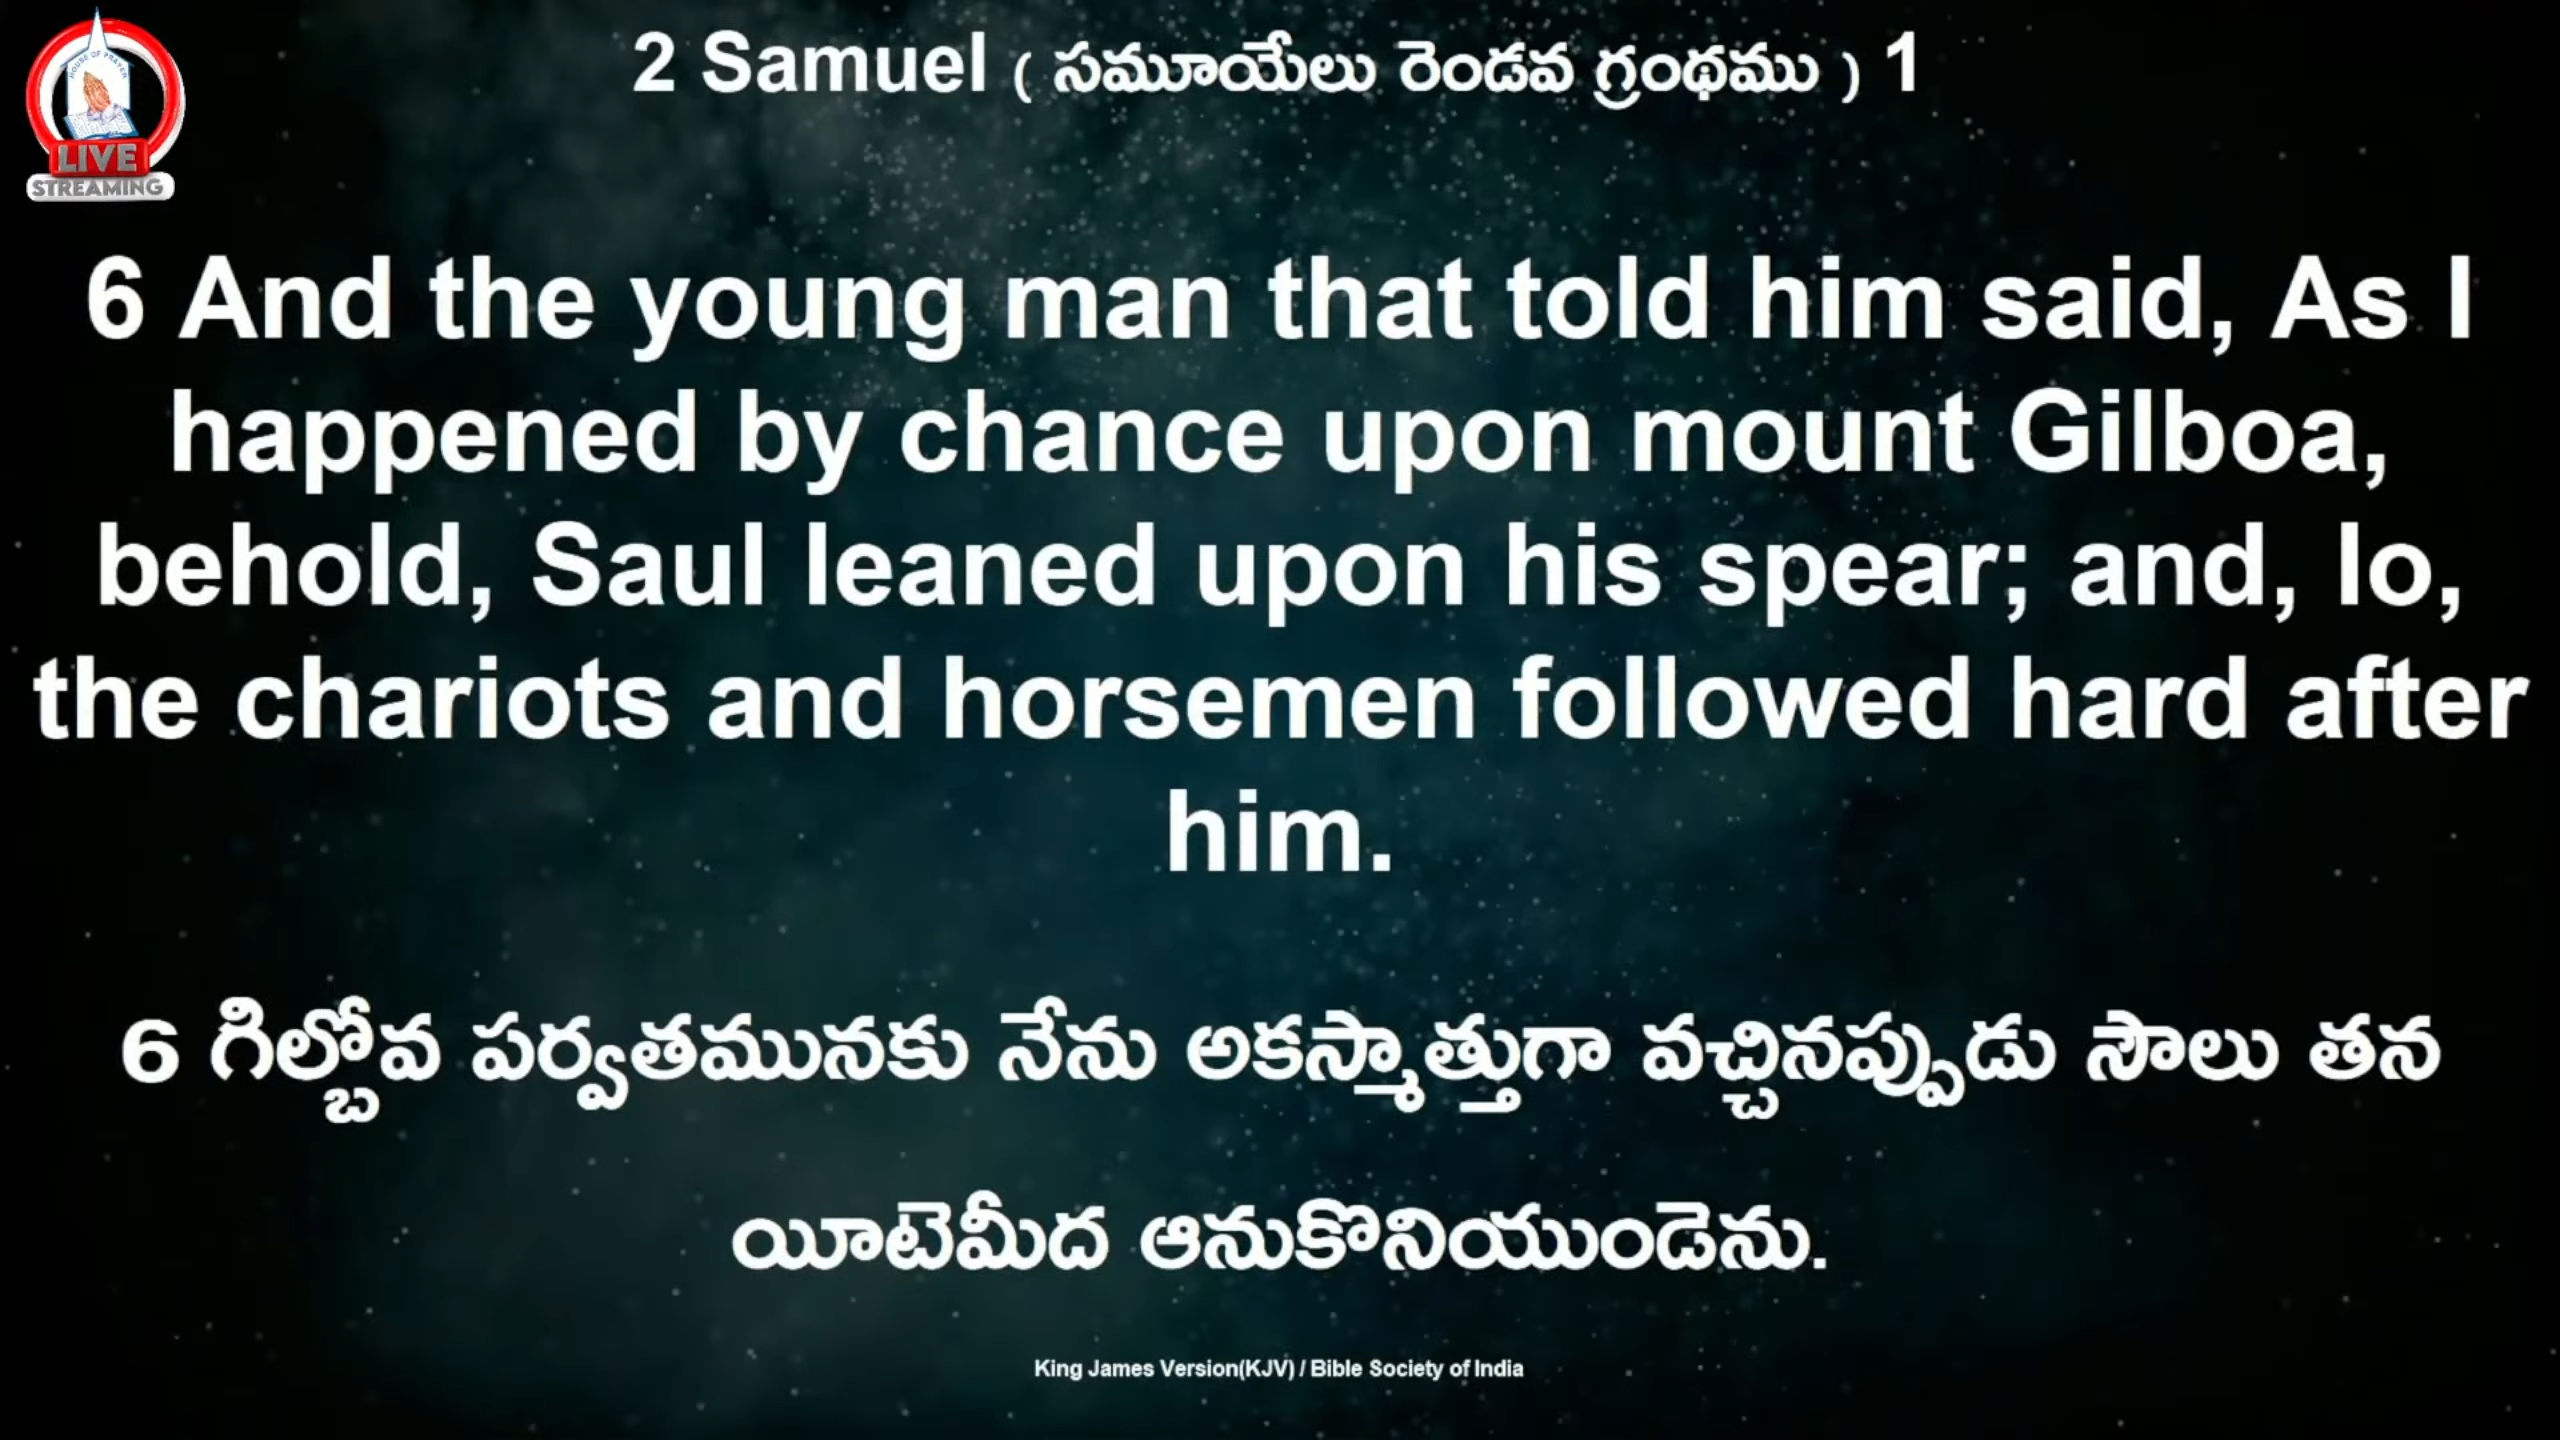 HOUSE OF PRAYER
LIVE
STREAMING
2 Samuel ( సమూయేలు రెండవ గ్రంథము ) 1
6 And the young man that told him said, As I
happened by chance upon mount Gilboa,
behold, Saul leaned upon his spear; and, lo,
the chariots and horsemen followed hard after
him.
6 గిల్బోవ పర్వతమునకు నేను అకస్మాత్తుగా వచ్చినప్పుడు సౌలు తన
యీటెమీద ఆనుకొనియుండెను.
King James Version(KJV) / Bible Society of India